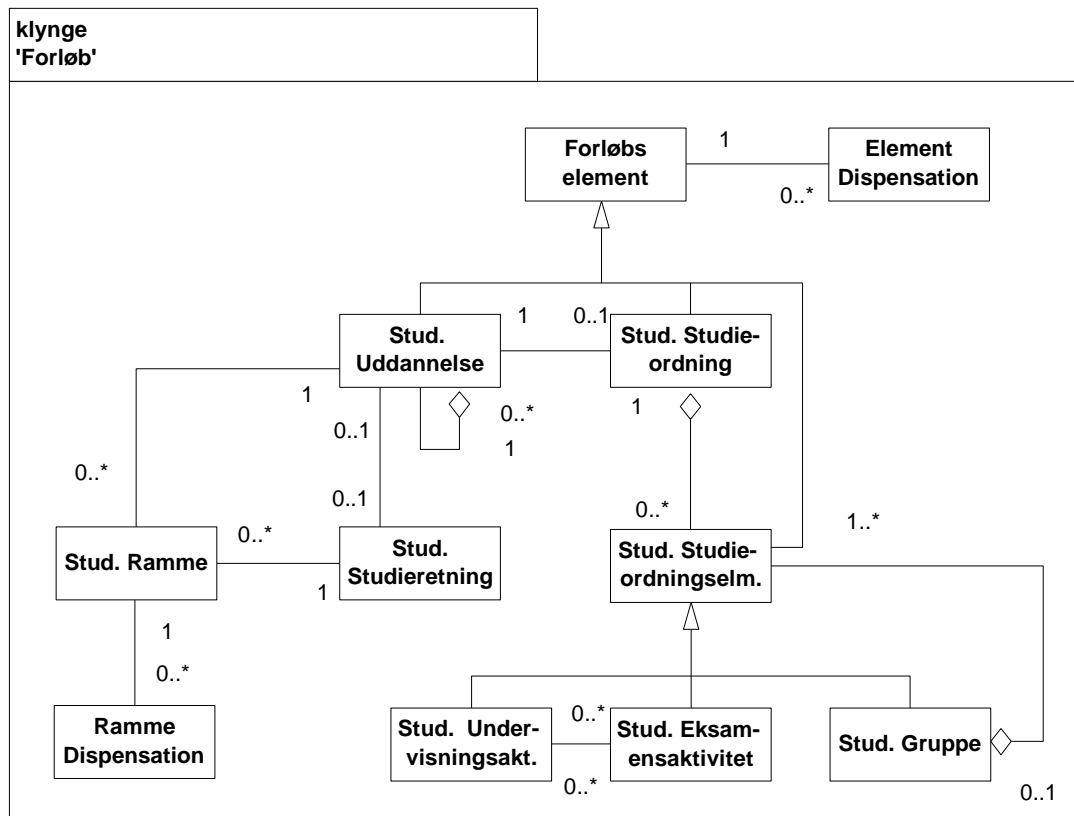 klynge
'Forløb'
Forløbs
element
1
0..*
Element
Dispensation
Stud.
Uddannelse
1
0..1
Stud. Studie-
ordning
1
0..1
0..*
1
1
0..*
0..1
0..*
1..*
Stud. Ramme
0..*
1
Stud.
Studieretning
Stud. Studie-
ordningselm.
1
0..*
Ramme
Dispensation
Stud. Under-
visningsakt.
0..*
0..*
Stud. Eksam-
ensaktivitet
Stud. Gruppe
0..1